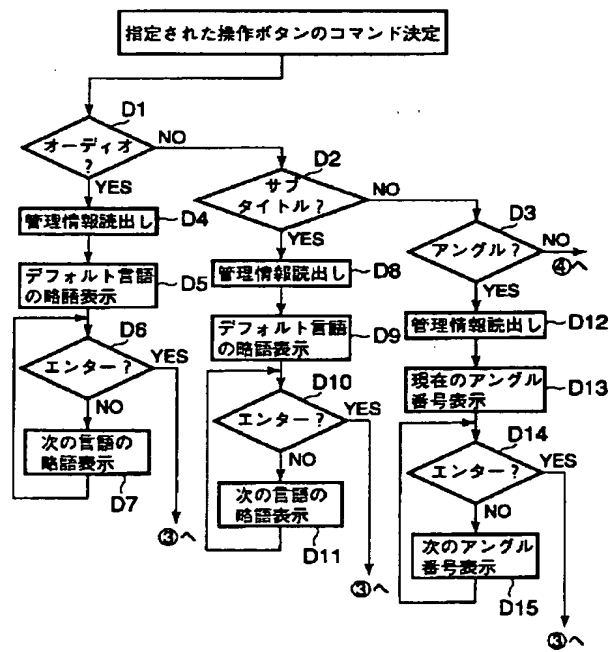 指定された操作ボタンのコマンド決定
D1
オーディオ
?
NO
YES
管理情報読出し
D4
デフォルト言語
の略語表示
D5
D6
エンター?
YES
NO
次の言語の
略語表示
D7
③へ
D2
サブ
タイトル?
NO
YES
管理情報読出し
D8
デフォルト言語
の略語表示
D9
D10
エンター?
YES
NO
次の言語の
略語表示
D11
③へ
D3
アングル?
NO
④へ
YES
管理情報読出し
D12
現在のアングル
番号表示
D13
D14
エンター?
YES
NO
次のアングル
番号表示
D15
③へ